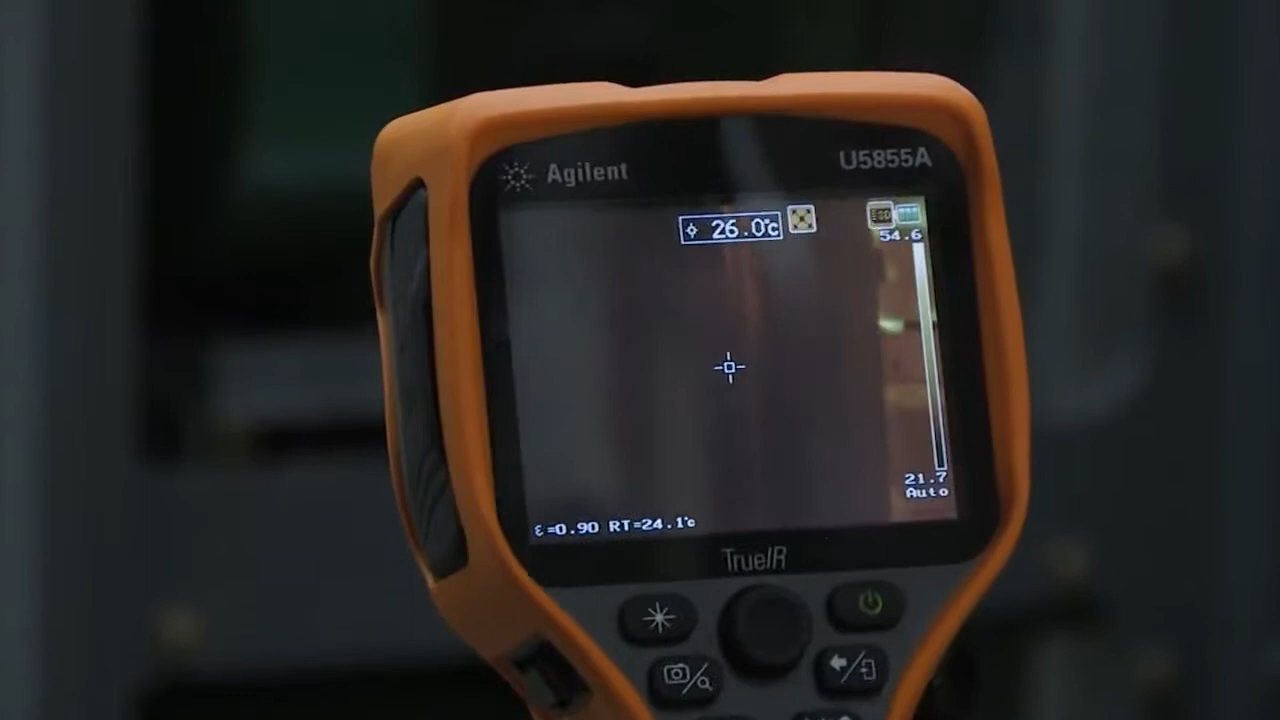 Agilent
U5855A
26.0°c
54.6
21.7
Auto
ε=0.90 RT=24.1°c
TrueIR